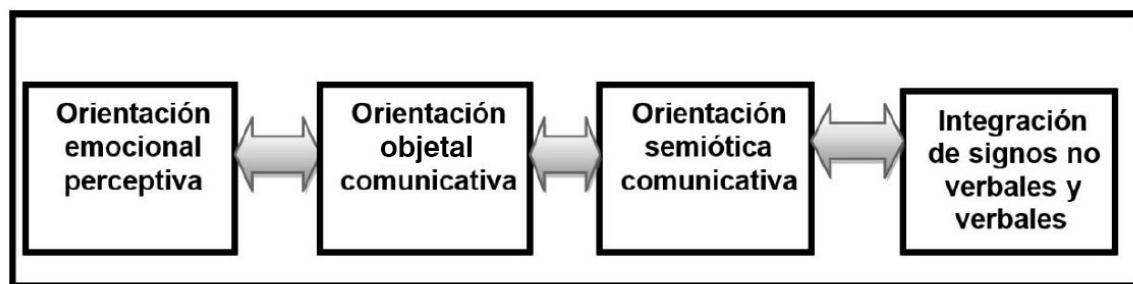 Orientación
emocional
perceptiva
Orientación
objetal
comunicativa
Orientación
semiótica
comunicativa
Integración
de signos no
verbales y
verbales